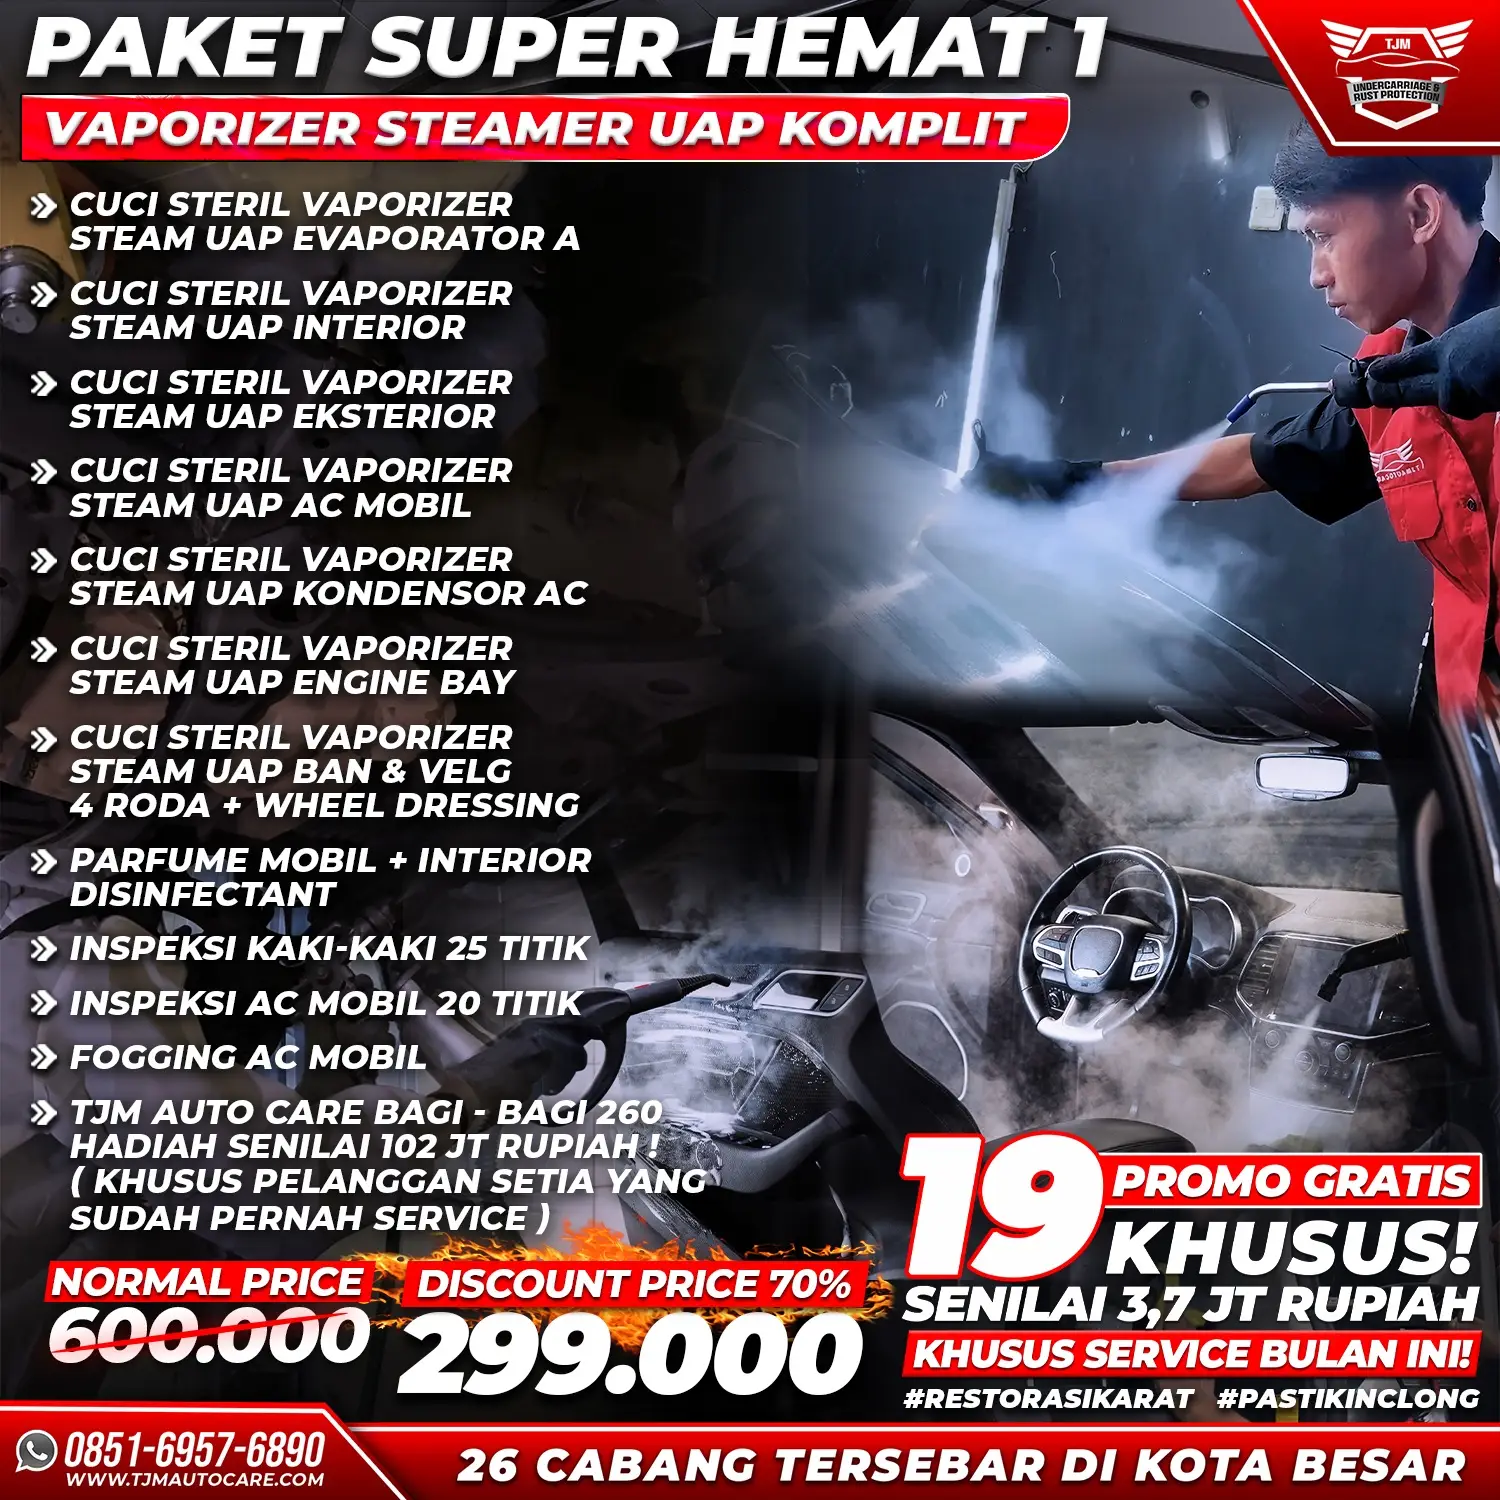 PAKET SUPER HEMAT 1
VAPORIZER STEAMER UAP KOMPLIT
TJM
UNDERCARRIAGE &
RUST PROTECTION
CUCI STERIL VAPORIZER
STEAM UAP EVAPORATOR A
CUCI STERIL VAPORIZER
STEAM UAP INTERIOR
CUCI STERIL VAPORIZER
STEAM UAP EKSTERIOR
CUCI STERIL VAPORIZER
STEAM UAP AC MOBIL
CUCI STERIL VAPORIZER
STEAM UAP KONDENSOR AC
CUCI STERIL VAPORIZER
STEAM UAP ENGINE BAY
CUCI STERIL VAPORIZER
STEAM UAP BAN & VELG
4 RODA + WHEEL DRESSING
PARFUME MOBIL + INTERIOR
DISINFECTANT
INSPEKSI KAKI-KAKI 25 TITIK
INSPEKSI AC MOBIL 20 TITIK
FOGGING AC MOBIL
TJM AUTO CARE BAGI - BAGI 260
HADIAH SENILAI 102 JT RUPIAH !
( KHUSUS PELANGGAN SETIA YANG
SUDAH PERNAH SERVICE )
NORMAL PRICE
600.000
DISCOUNT PRICE 70%
299.000
19 PROMO GRATIS
KHUSUS!
SENILAI 3,7 JT RUPIAH
KHUSUS SERVICE BULAN INI!
#RESTORASIKARAT #PASTIKINCLONG
0851-6957-6890
WWW.TJMAUTOCARE.COM
26 CABANG TERSEBAR DI KOTA BESAR